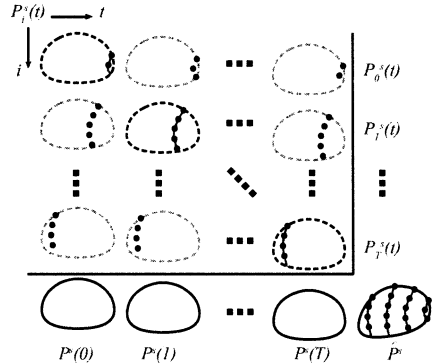 P_i^s(t) t
i
P_0^s(t)
P_1^s(t)
P_T^s(t)
P^s(0) P^s(1) P^s(T) P^s